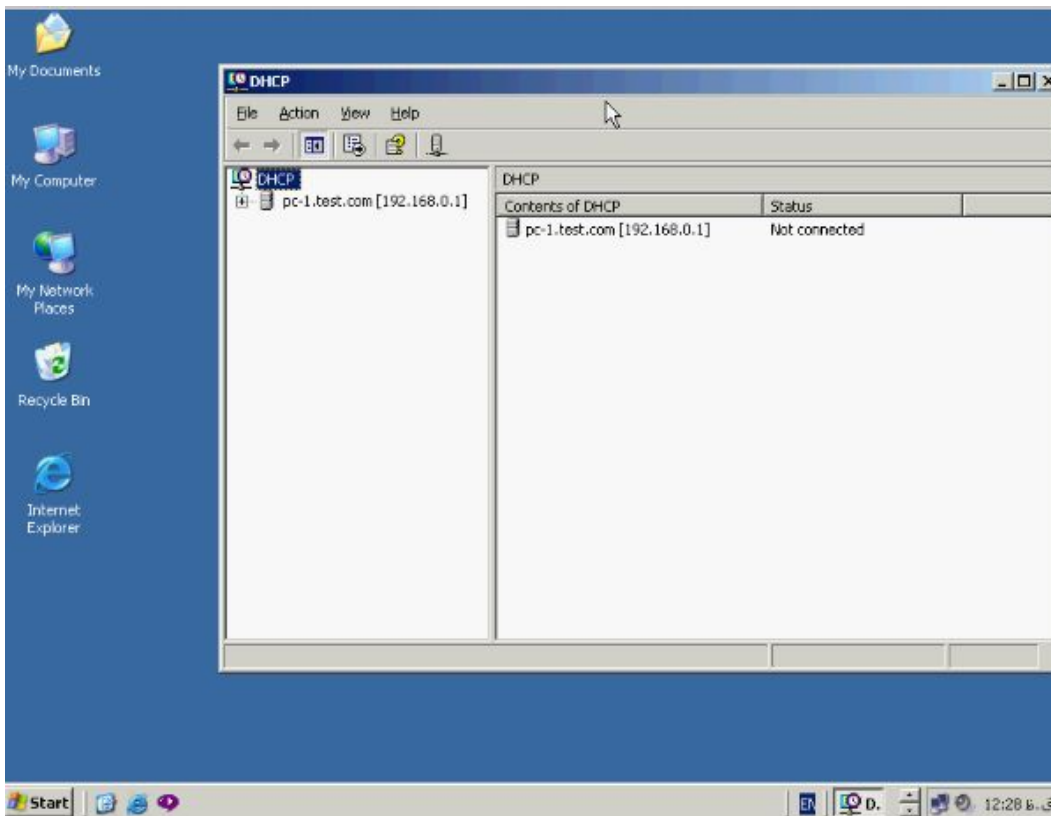 My Documents
My Computer
My Network
Places
Recycle Bin
Internet
Explorer
DHCP
File Action View Help
DHCP
pc-1.test.com [192.168.0.1]
DHCP
Contents of DHCP Status
pc-1.test.com [192.168.0.1] Not connected
Start
EN
D.
12:28